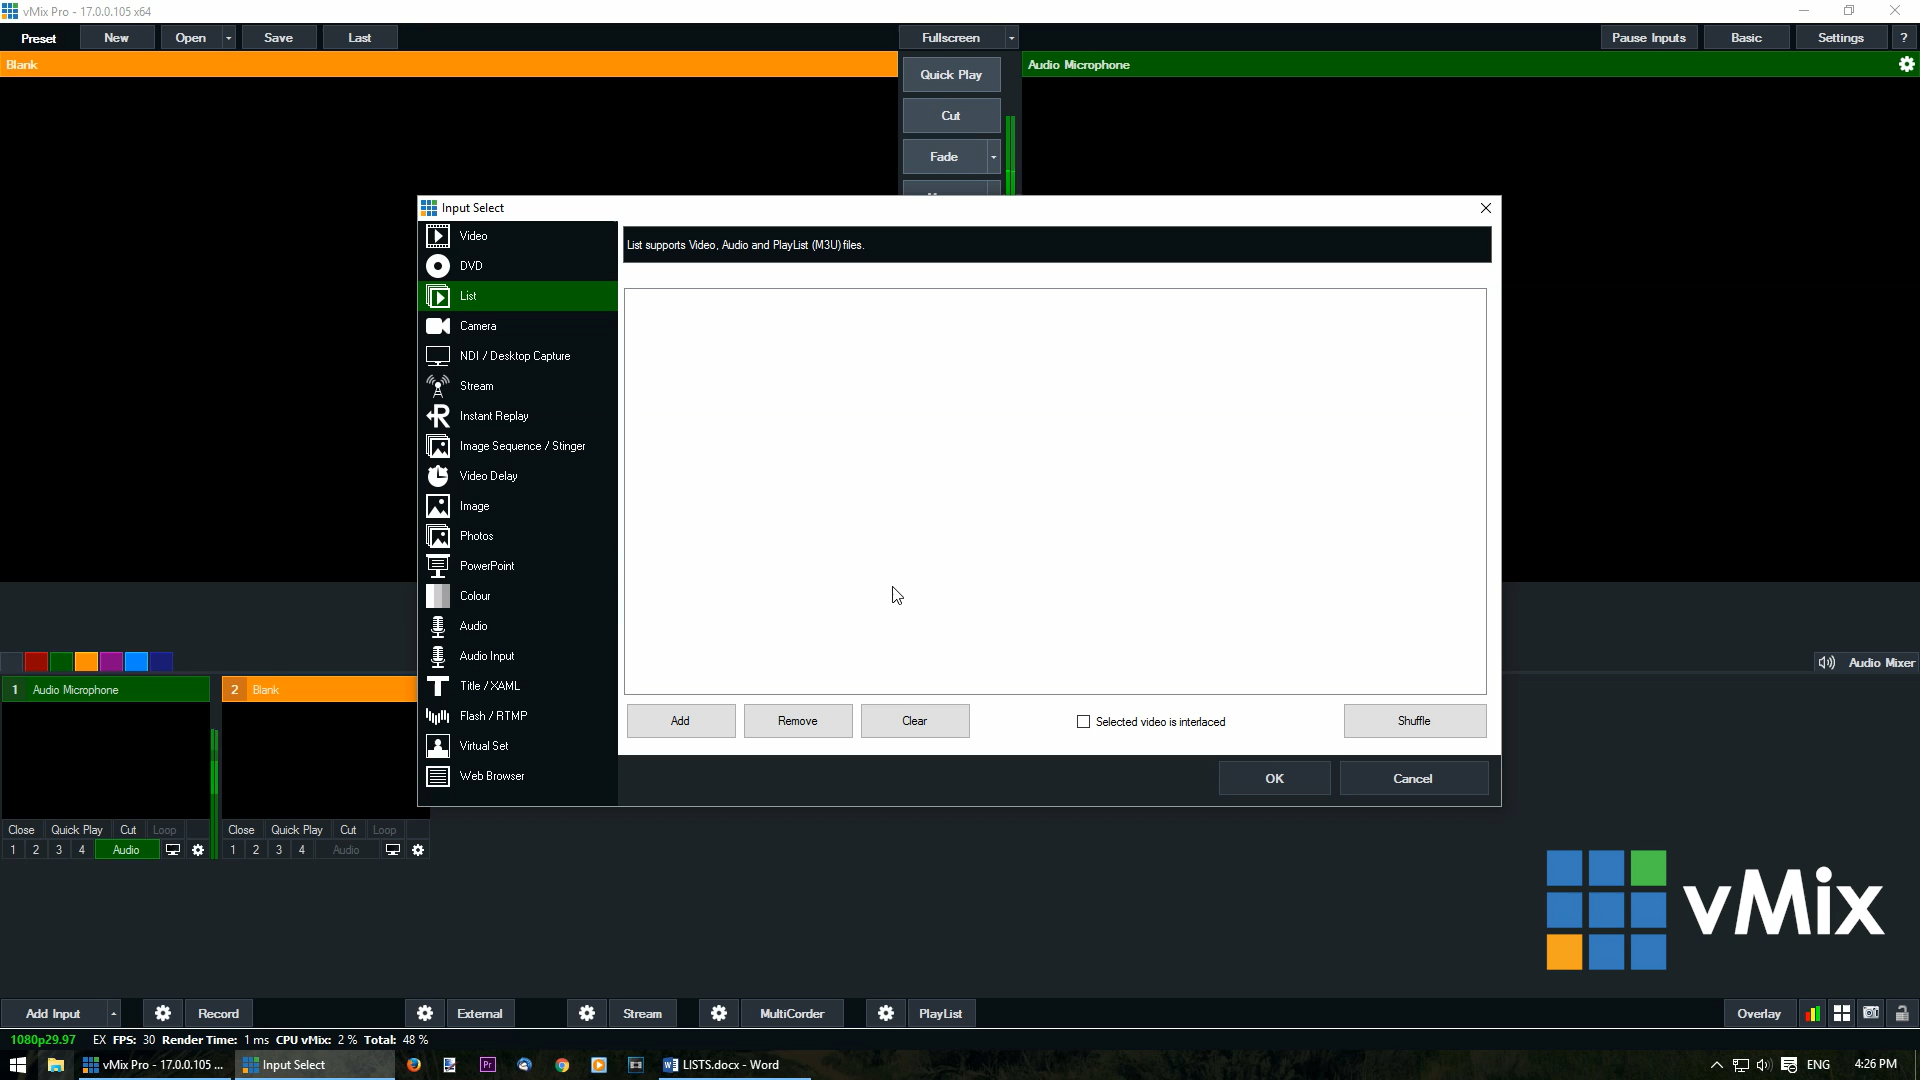 vMix Pro - 17.0.0.105 x64
Preset New Open Save Last Fullscreen Pause Inputs Basic Settings ?
Blank
Quick Play
Cut
Fade
Audio Microphone
Input Select
Video
DVD
List
Camera
NDI / Desktop Capture
Stream
Instant Replay
Image Sequence / Stinger
Video Delay
Image
Photos
PowerPoint
Colour
Audio
Audio Input
Title / XAML
Flash / RTMP
Virtual Set
Web Browser
List supports Video, Audio and PlayList (M3U) files.
Add Remove Clear Selected video is interlaced Shuffle
OK Cancel
Audio Mixer
1 Audio Microphone
Close Quick Play Cut Loop
1 2 3 4 Audio
2 Blank
Close Quick Play Cut Loop
1 2 3 4 Audio
vMix
Add Input Record External Stream MultiCorder PlayList Overlay
1080p29.97 EX FPS: 30 Render Time: 1 ms CPU vMix: 2 % Total: 48 %
vMix Pro - 17.0.0.105 ... Input Select Pr LISTS.docx - Word ENG 4:26 PM